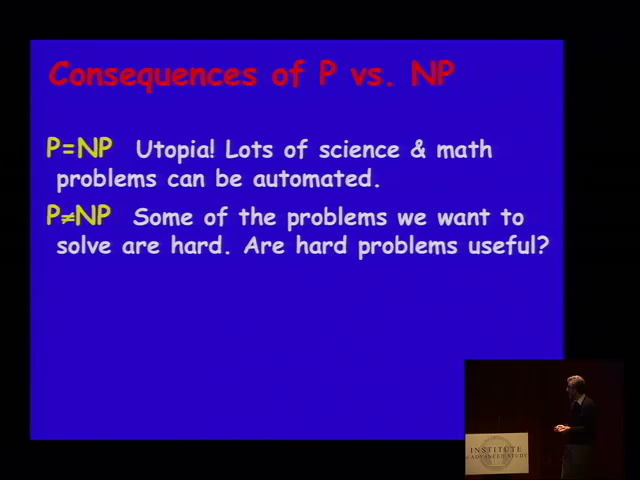 Consequences of P vs. NP
P=NP Utopia! Lots of science & math
problems can be automated.
P≠NP Some of the problems we want to
solve are hard. Are hard problems useful?
INSTITUTE
ADVANCED STUDY